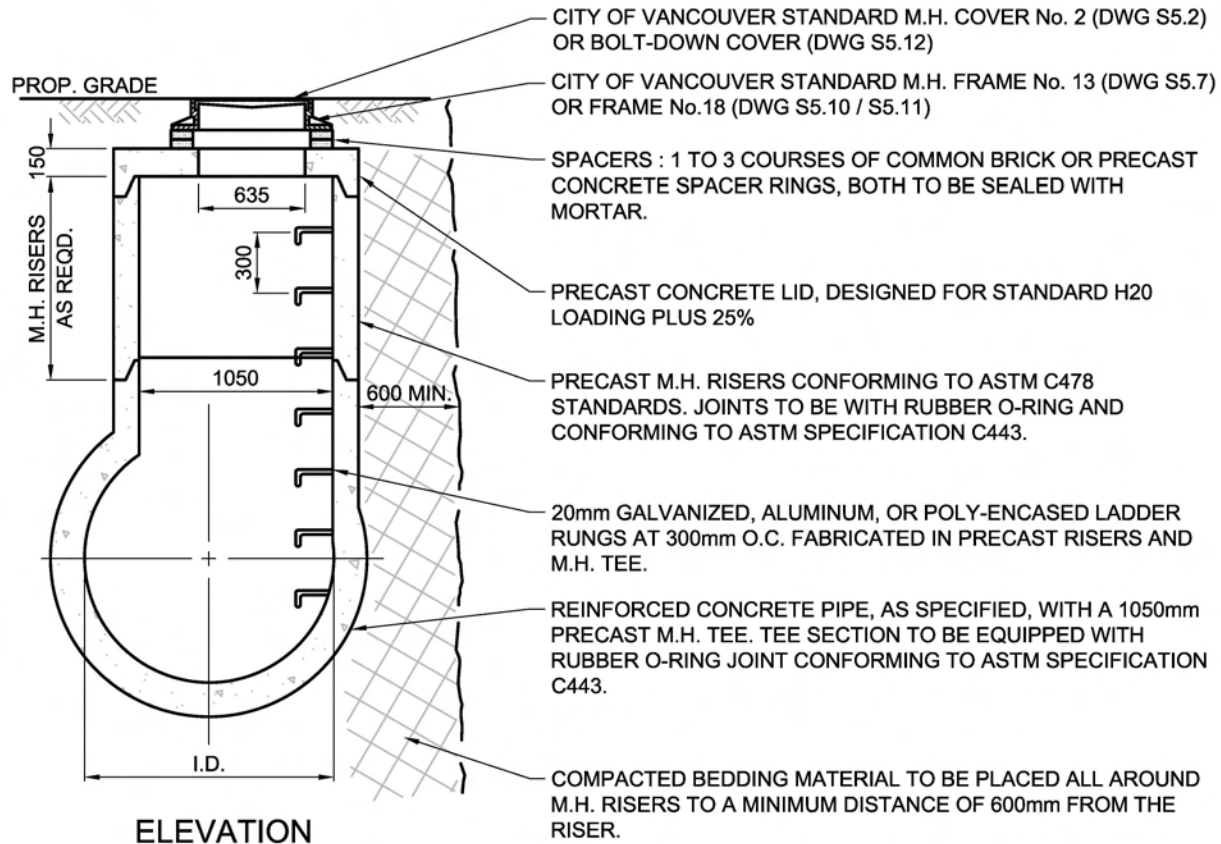 CITY OF VANCOUVER STANDARD M.H. COVER No. 2 (DWG S5.2)
OR BOLT-DOWN COVER (DWG S5.12)
PROP. GRADE
CITY OF VANCOUVER STANDARD M.H. FRAME No. 13 (DWG S5.7)
OR FRAME No.18 (DWG S5.10 / S5.11)
150
SPACERS : 1 TO 3 COURSES OF COMMON BRICK OR PRECAST
CONCRETE SPACER RINGS, BOTH TO BE SEALED WITH
MORTAR.
635
M.H. RISERS
AS REQD.
300
PRECAST CONCRETE LID, DESIGNED FOR STANDARD H20
LOADING PLUS 25%
1050
600 MIN.
PRECAST M.H. RISERS CONFORMING TO ASTM C478
STANDARDS. JOINTS TO BE WITH RUBBER O-RING AND
CONFORMING TO ASTM SPECIFICATION C443.
20mm GALVANIZED, ALUMINUM, OR POLY-ENCASED LADDER
RUNGS AT 300mm O.C. FABRICATED IN PRECAST RISERS AND
M.H. TEE.
REINFORCED CONCRETE PIPE, AS SPECIFIED, WITH A 1050mm
PRECAST M.H. TEE. TEE SECTION TO BE EQUIPPED WITH
RUBBER O-RING JOINT CONFORMING TO ASTM SPECIFICATION
C443.
I.D.
COMPACTED BEDDING MATERIAL TO BE PLACED ALL AROUND
M.H. RISERS TO A MINIMUM DISTANCE OF 600mm FROM THE
RISER.
ELEVATION